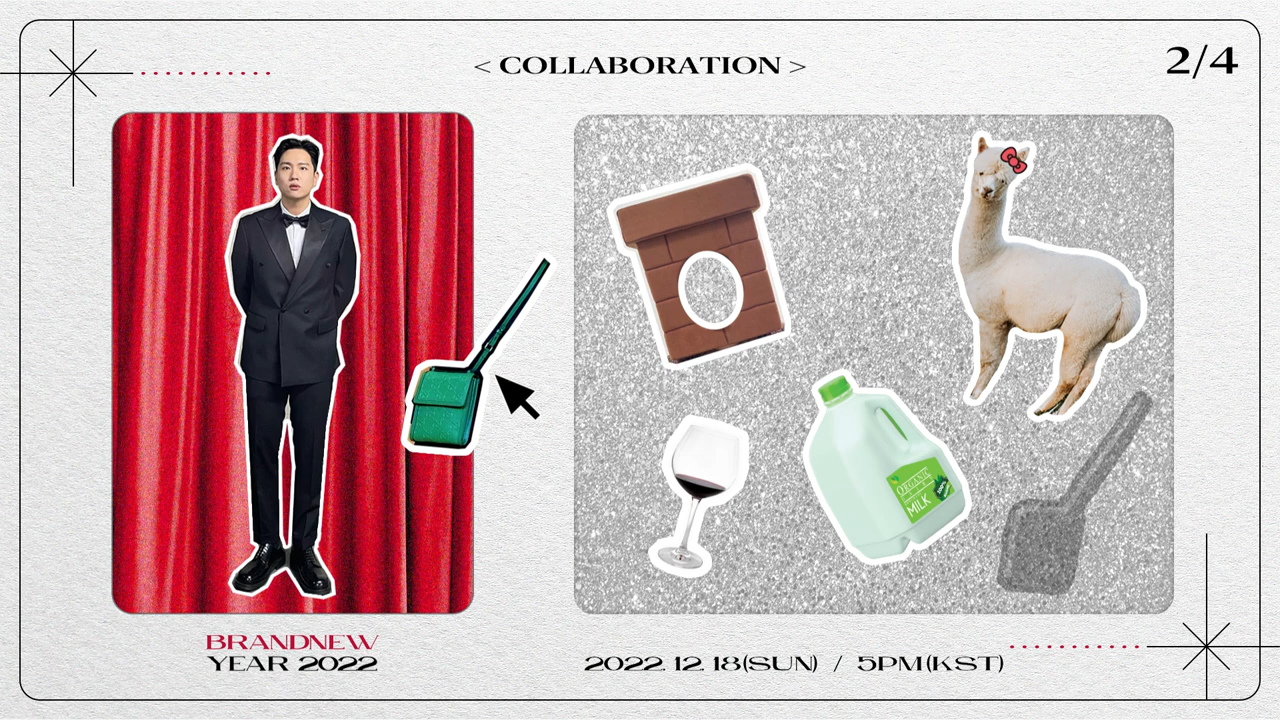 < COLLABORATION >
2/4
ORGANIC
MILK
BRANDNEW
YEAR 2022
2022. 12. 18(SUN) / 5PM(KST)